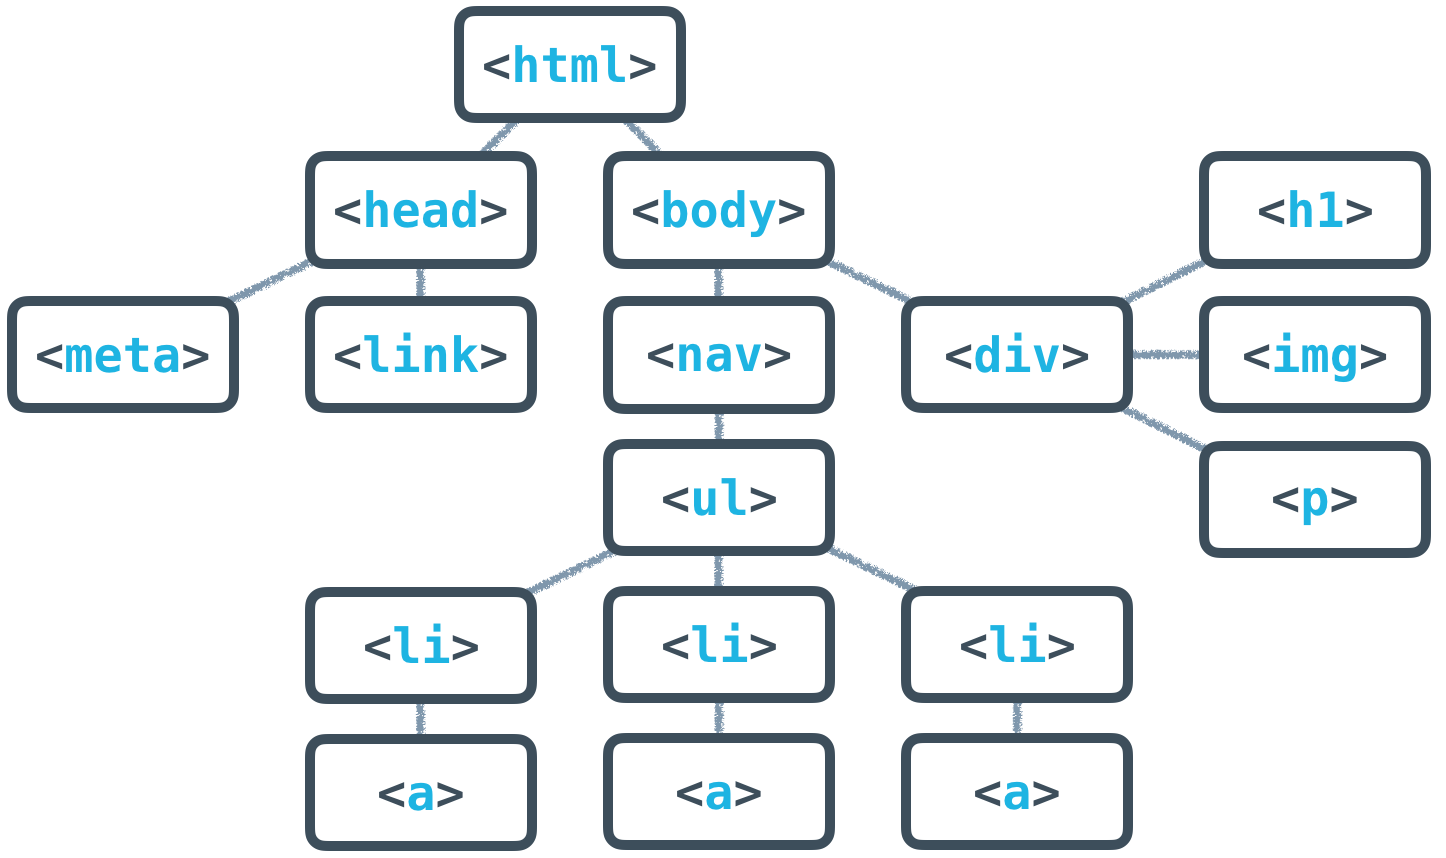 <html>
<head>
<body>
<h1>
<meta>
<link>
<nav>
<div>
<img>
<ul>
<p>
<li>
<li>
<li>
<a>
<a>
<a>